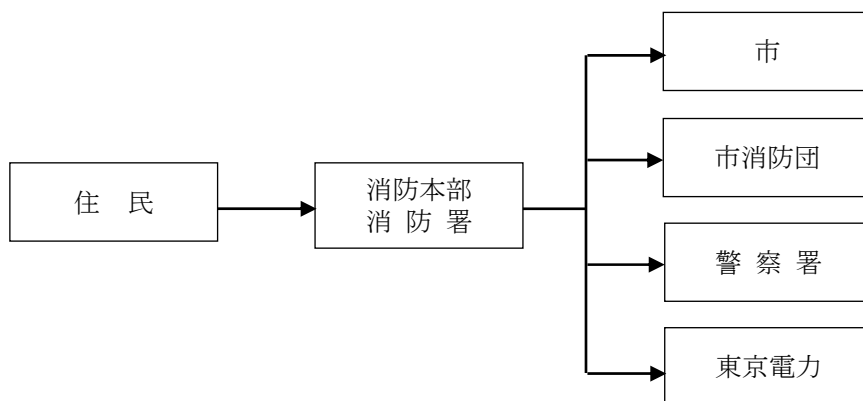 市
市消防団
住　民
消防本部
消 防 署
警 察 署
東京電力